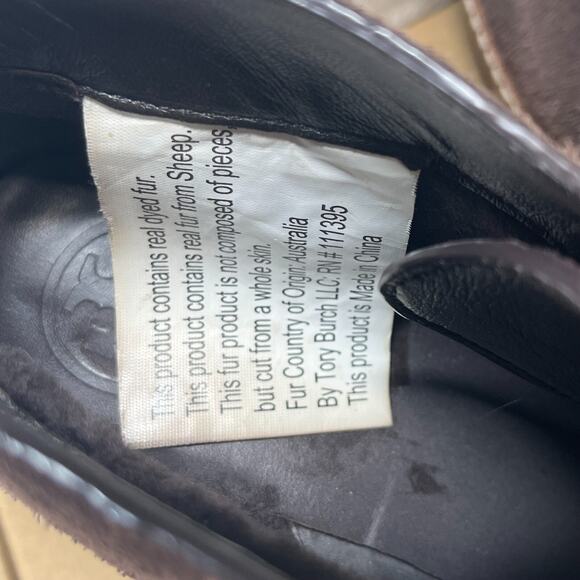 This product contains real dyed fur.
This product contains real fur from Sheep.
This fur product is not composed of pieces,
but cut from a whole skin.
Fur Country of Origin: Australia
By Tory Burch LLC. RN # 111395
This product is Made in China